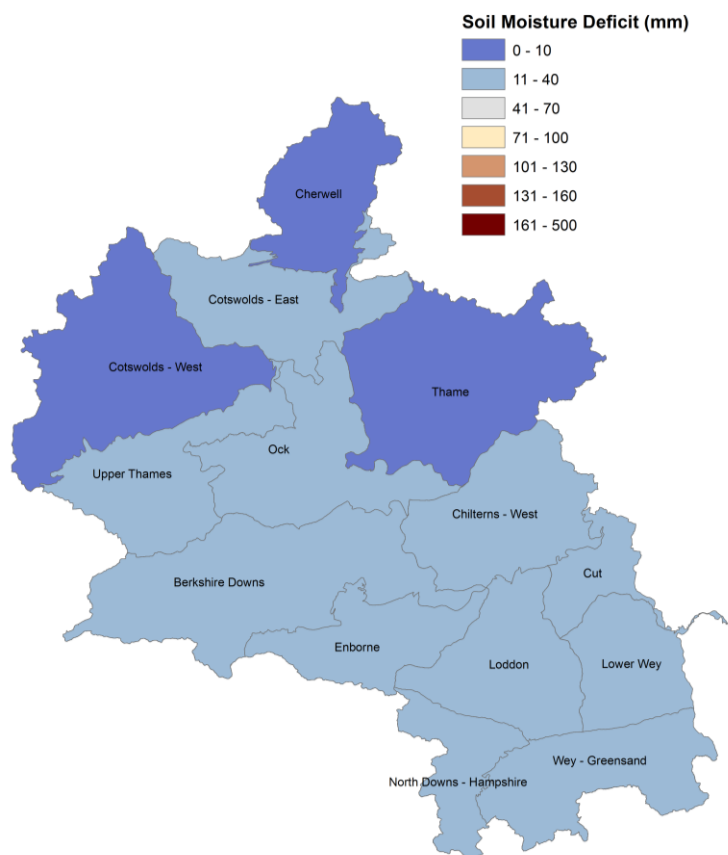 Soil Moisture Deficit (mm)
0 - 10
11 - 40
41 - 70
71 - 100
101 - 130
131 - 160
161 - 500
Cherwell
Cotswolds - East
Cotswolds - West
Thame
Ock
Upper Thames
Chilterns - West
Cut
Berkshire Downs
Enborne
Loddon
Lower Wey
Wey - Greensand
North Downs - Hampshire